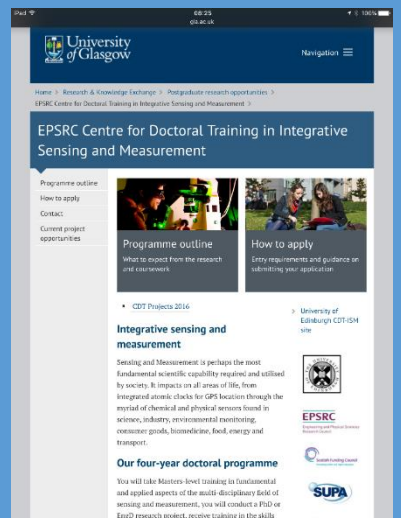 iPad
08:25
100%
gla.ac.uk
University
of Glasgow
Navigation
Home > Research & Knowledge Exchange > Postgraduate research opportunities >
EPSRC Centre for Doctoral Training in Integrative Sensing and Measurement >
EPSRC Centre for Doctoral Training in Integrative
Sensing and Measurement
Programme outline
How to apply
Contact
Current project
opportunities
Programme outline
What to expect from the research
and coursework
How to apply
Entry requirements and guidance on
submitting your application
• CDT Projects 2016
> University of
Edinburgh CDT-ISM
site
Integrative sensing and
measurement
Sensing and Measurement is perhaps the most
fundamental scientific capability required and utilised
by society. It impacts on all areas of life, from
integrated atomic clocks for GPS location through the
myriad of chemical and physical sensors found in
science, industry, environmental monitoring,
consumer goods, biomedicine, food, energy and
transport.
EPSRC
Engineering and Physical Sciences
Research Council
Scottish Funding Council
SUPA
Our four-year doctoral programme
You will take Masters-level training in fundamental
and applied aspects of the multi-disciplinary field of
sensing and measurement, you will conduct a PhD or
EngD research project, receive training in the skills